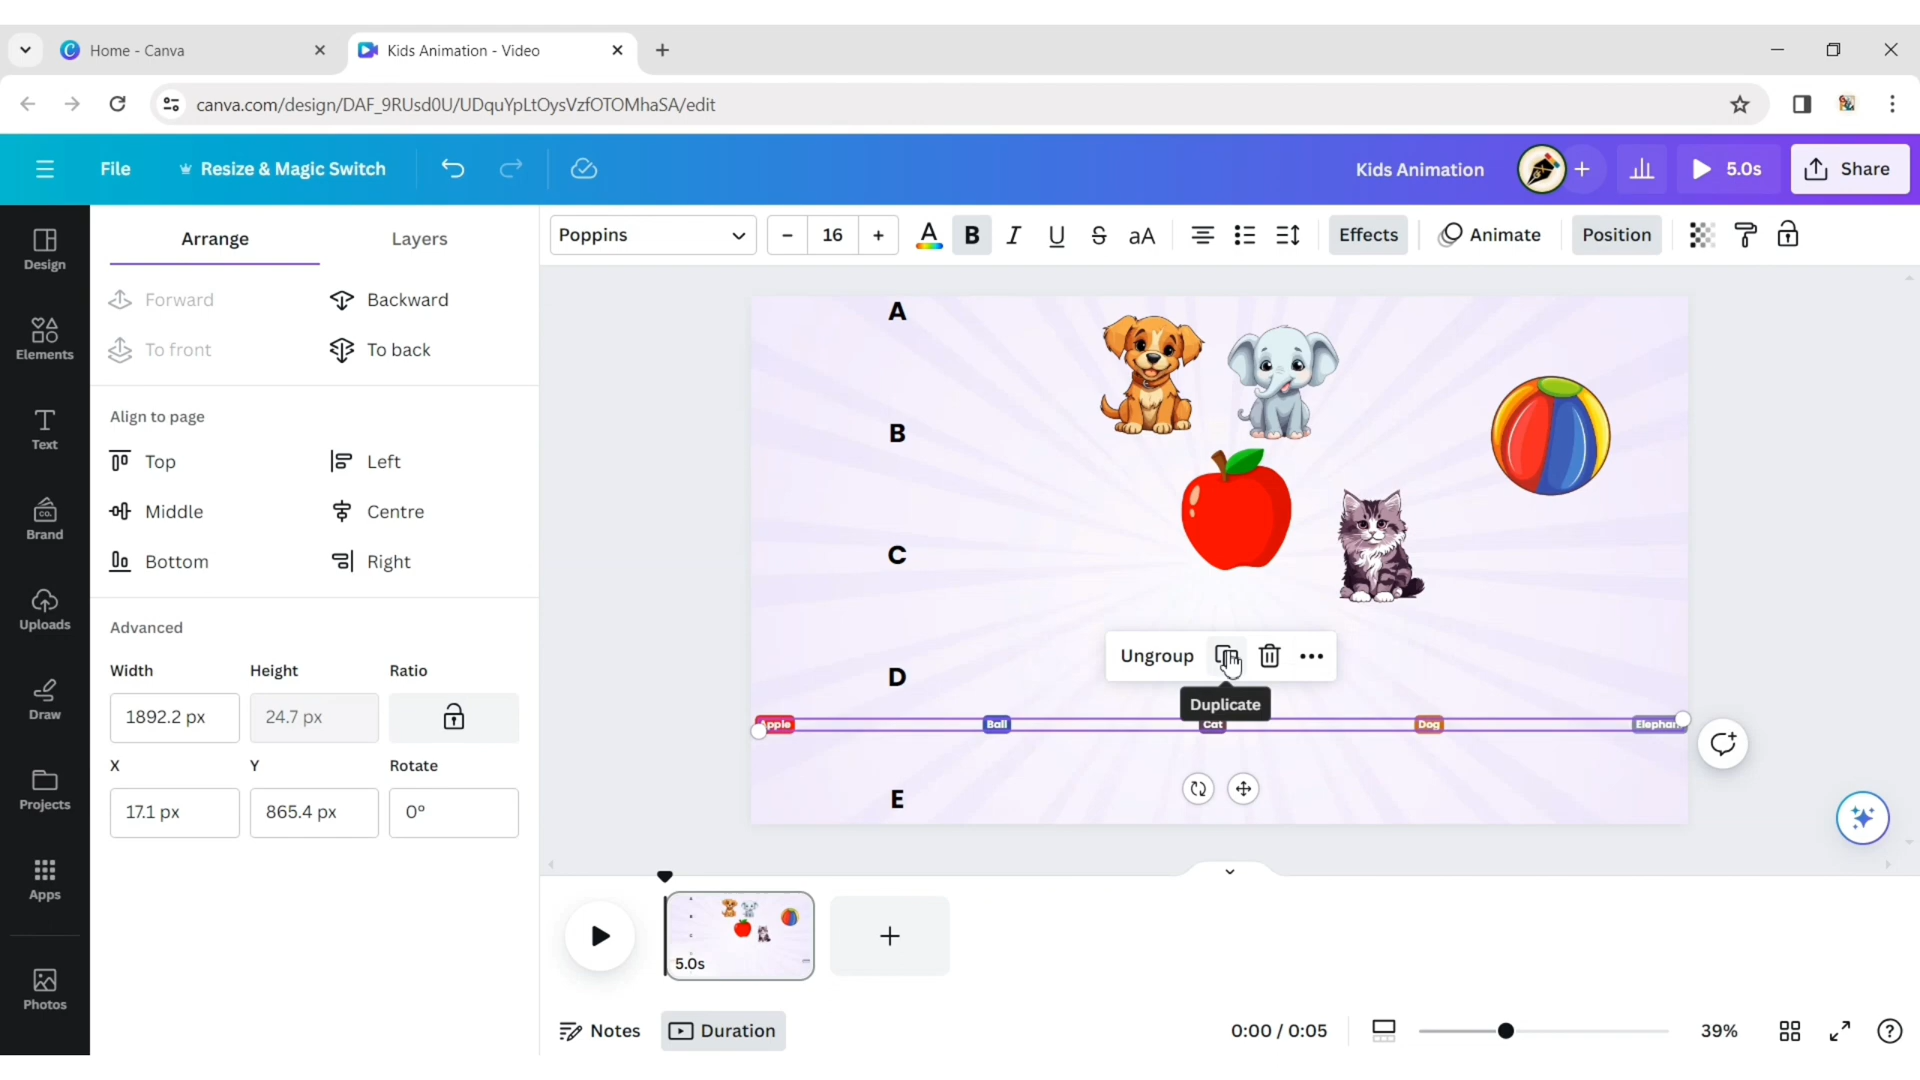 Home - Canva
Kids Animation - Video
canva.com/design/DAF_9RUsd0U/UDquYpLtOysVzfOTOMhaSA/edit
File
Resize & Magic Switch
Kids Animation
5.0s
Share
Design
Elements
Text
CO.
Brand
Uploads
Draw
Projects
Apps
Photos
Arrange
Layers
Forward
Backward
To front
To back
Align to page
Top
Left
Middle
Centre
Bottom
Right
Advanced
Width
Height
Ratio
1892.2 px
24.7 px
X
Y
Rotate
17.1 px
865.4 px
0°
Poppins
- 16 +
A
B
I
U
S
aA
Effects
Animate
Position
A
B
C
D
E
Ungroup
Duplicate
Apple
Ball
Cat
Dog
Elephant
5.0s
Notes
Duration
0:00 / 0:05
39%